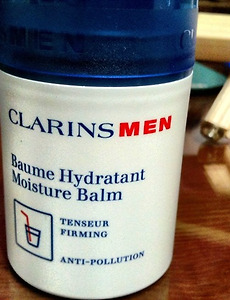 CLARINS MEN
Baume Hydratant
Moisture Balm
TENSEUR
FIRMING
ANTI-POLLUTION